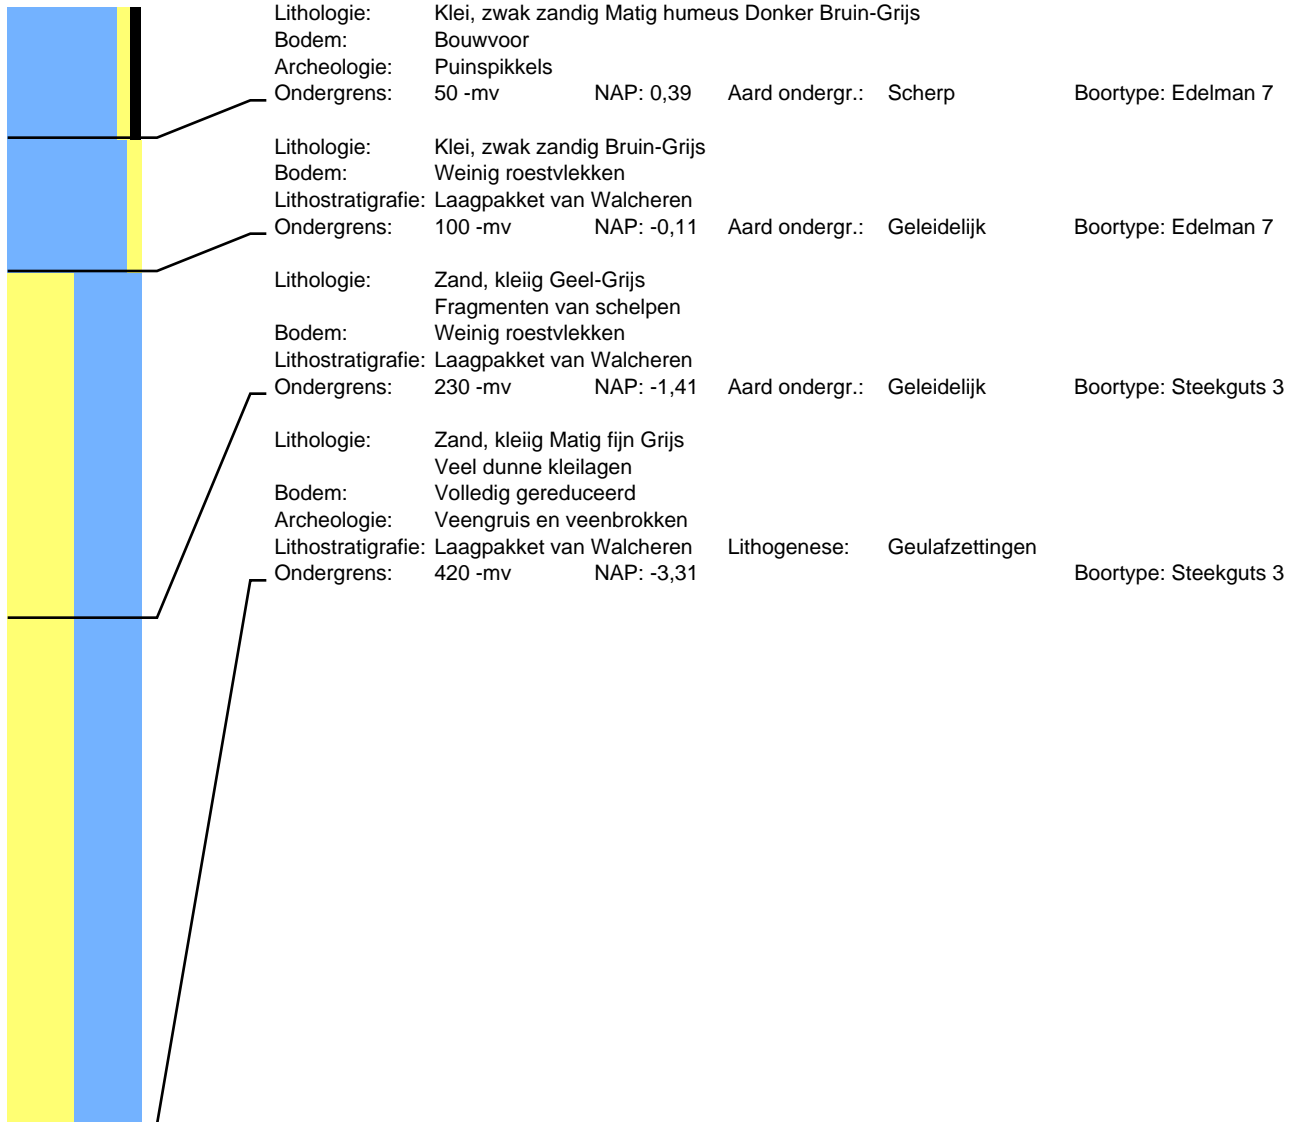 Lithologie: Klei, zwak zandig Matig humeus Donker Bruin-Grijs
Bodem: Bouwvoor
Archeologie: Puinspikkels
Ondergrens: 50 -mv NAP: 0,39 Aard ondergr.: Scherp Boortype: Edelman 7
Lithologie: Klei, zwak zandig Bruin-Grijs
Bodem: Weinig roestvlekken
Lithostratigrafie: Laagpakket van Walcheren
Ondergrens: 100 -mv NAP: -0,11 Aard ondergr.: Geleidelijk Boortype: Edelman 7
Lithologie: Zand, kleiig Geel-Grijs
Fragmenten van schelpen
Bodem: Weinig roestvlekken
Lithostratigrafie: Laagpakket van Walcheren
Ondergrens: 230 -mv NAP: -1,41 Aard ondergr.: Geleidelijk Boortype: Steekguts 3
Lithologie: Zand, kleiig Matig fijn Grijs
Veel dunne kleilagen
Bodem: Volledig gereduceerd
Archeologie: Veengruis en veenbrokken
Lithostratigrafie: Laagpakket van Walcheren Lithogenese: Geulafzettingen
Ondergrens: 420 -mv NAP: -3,31 Boortype: Steekguts 3